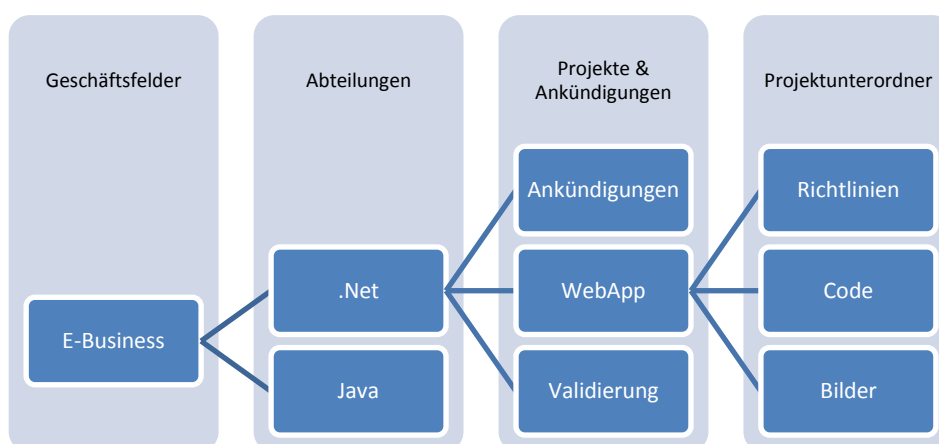 Geschäftsfelder
Abteilungen
Projekte &
Ankündigungen
Projektunterordner
E-Business
.Net
Java
Ankündigungen
WebApp
Validierung
Richtlinien
Code
Bilder